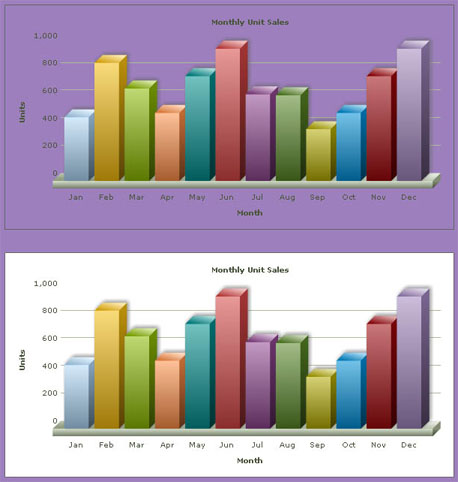 Monthly Unit Sales
1,000
800
600
400
200
0
Units
Jan Feb Mar Apr May Jun Jul Aug Sep Oct Nov Dec
Month
Monthly Unit Sales
1,000
800
600
400
200
0
Units
Jan Feb Mar Apr May Jun Jul Aug Sep Oct Nov Dec
Month